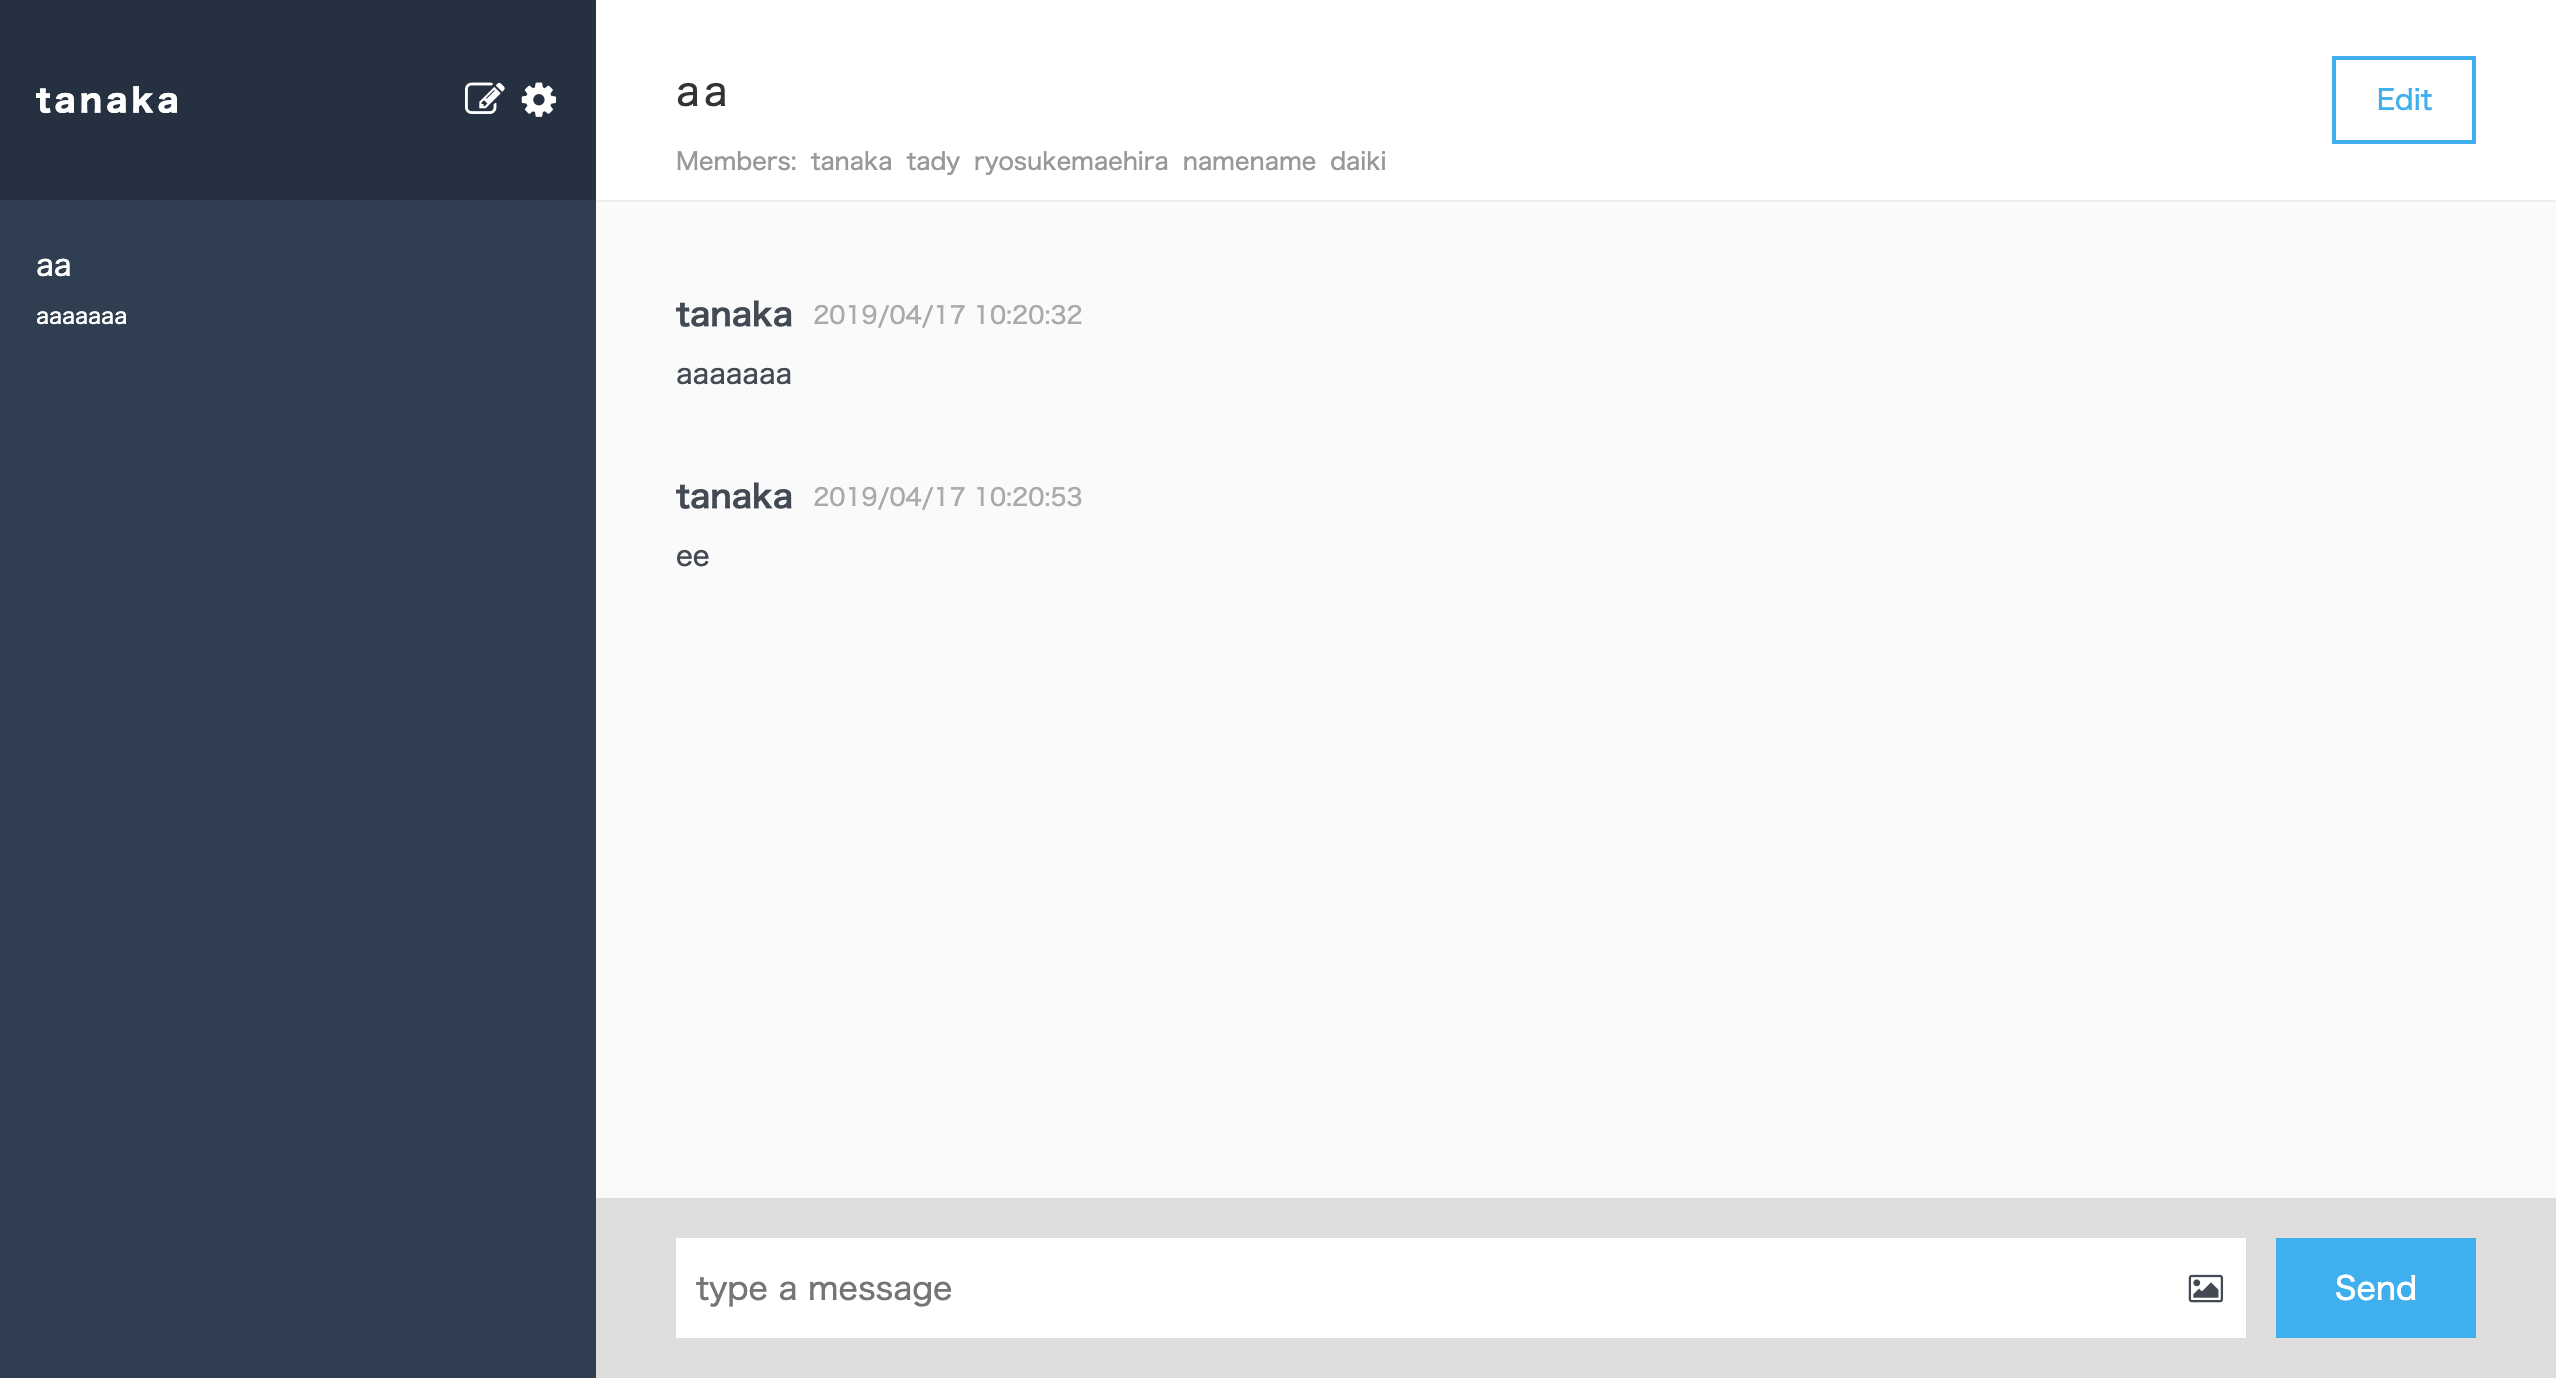 tanaka
aa
aaaaaaa
aa
Edit
Members: tanaka tady ryosukemaehira namename daiki
tanaka 2019/04/17 10:20:32
aaaaaaa
tanaka 2019/04/17 10:20:53
ee
type a message
Send